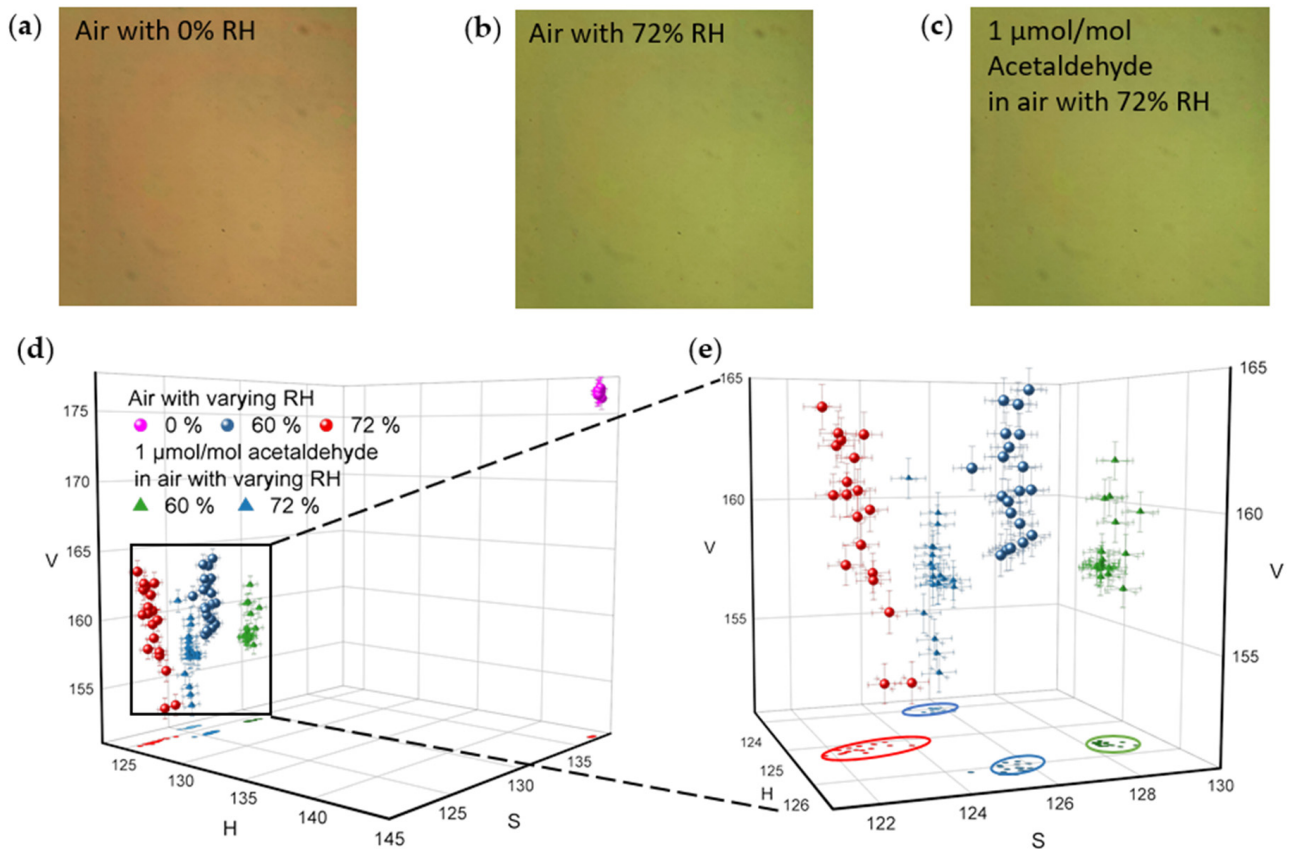 (a)
Air with 0% RH
(b)
Air with 72% RH
(c)
1 µmol/mol
Acetaldehyde
in air with 72% RH
(d)
Air with varying RH
0 % 60 % 72 %
1 µmol/mol acetaldehyde
in air with varying RH
60 % 72 %
V
175
170
165
160
155
125
130
135
140
145
H
125
130
135
S
(e)
165
160
155
V
165
160
155
V
124
125
126
H
122
124
126
128
130
S